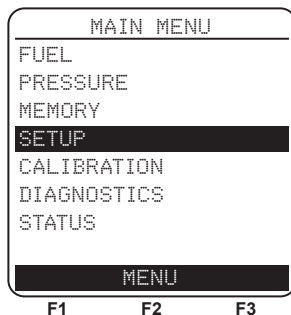 MAIN MENU
FUEL
PRESSURE
MEMORY
SETUP
CALIBRATION
DIAGNOSTICS
STATUS
MENU
F1 F2 F3